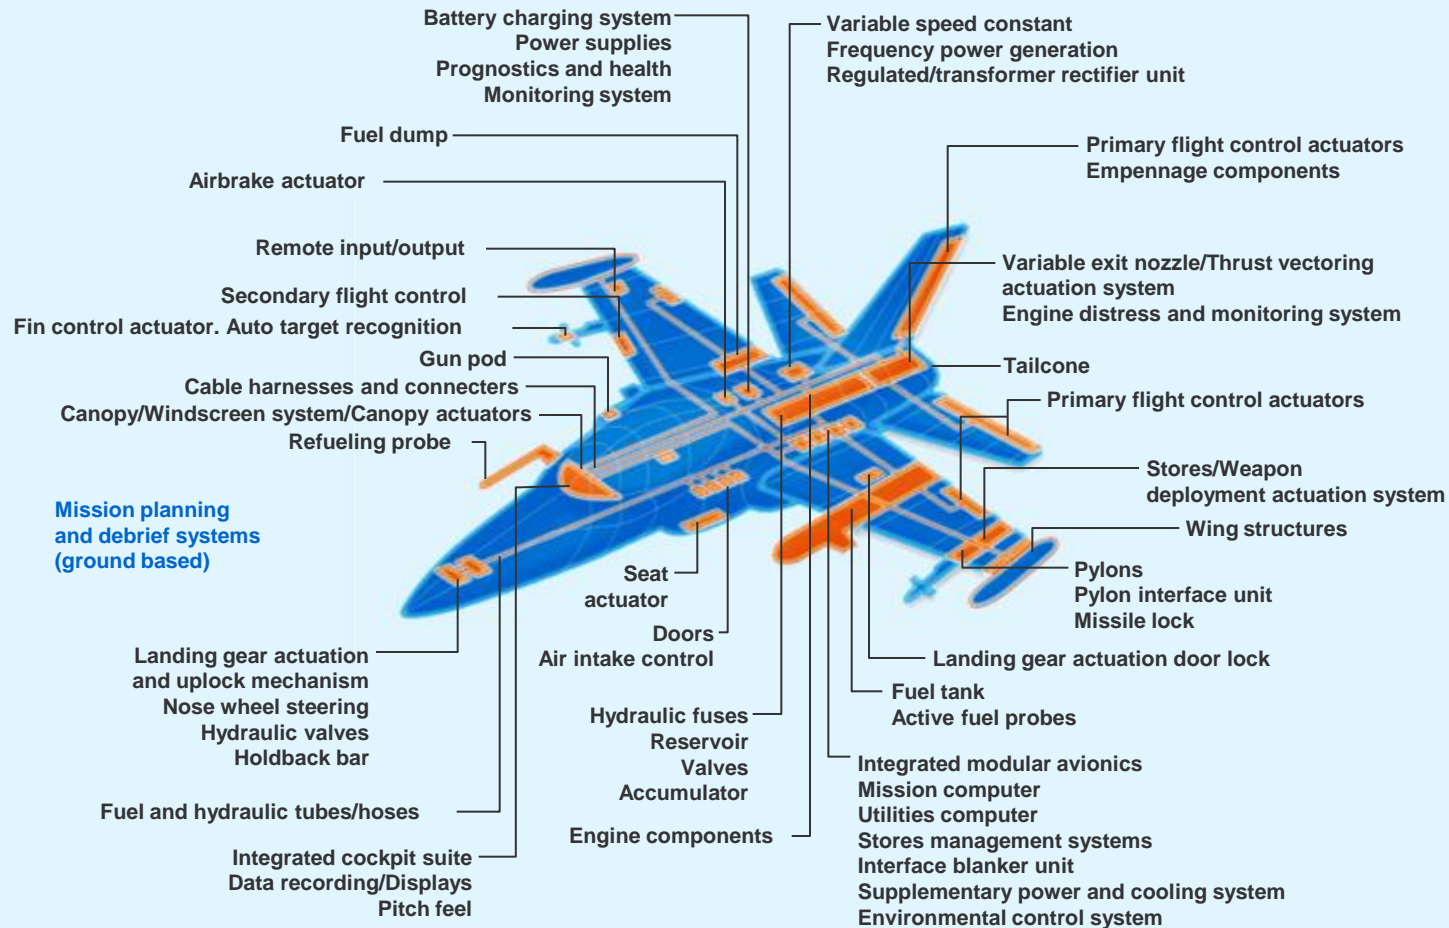 Battery charging system
Power supplies
Prognostics and health
Monitoring system
Variable speed constant
Frequency power generation
Regulated/transformer rectifier unit
Fuel dump
Primary flight control actuators
Empennage components
Airbrake actuator
Remote input/output
Variable exit nozzle/Thrust vectoring
actuation system
Engine distress and monitoring system
Secondary flight control
Fin control actuator. Auto target recognition
Gun pod
Tailcone
Cable harnesses and connecters
Primary flight control actuators
Canopy/Windscreen system/Canopy actuators
Refueling probe
Stores/Weapon
deployment actuation system
Mission planning
and debrief systems
(ground based)
Wing structures
Seat
actuator
Pylons
Pylon interface unit
Missile lock
Doors
Air intake control
Landing gear actuation door lock
Landing gear actuation
and uplock mechanism
Nose wheel steering
Hydraulic valves
Holdback bar
Fuel tank
Active fuel probes
Hydraulic fuses
Reservoir
Valves
Accumulator
Integrated modular avionics
Mission computer
Utilities computer
Stores management systems
Interface blanker unit
Supplementary power and cooling system
Environmental control system
Fuel and hydraulic tubes/hoses
Engine components
Integrated cockpit suite
Data recording/Displays
Pitch feel